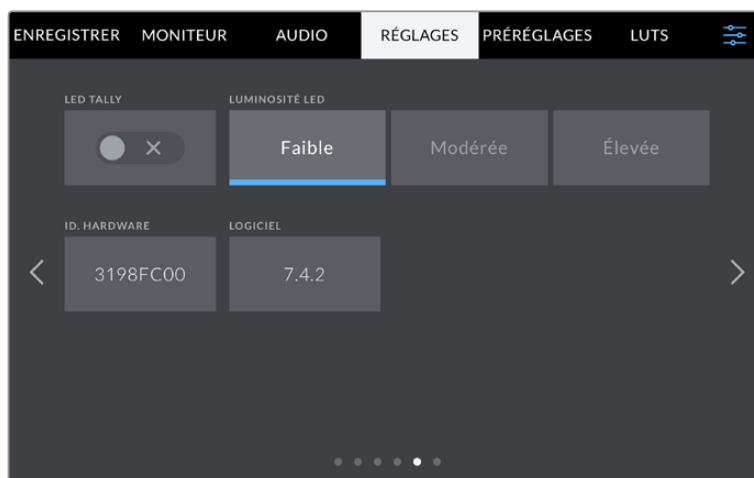 ENREGISTRER MONITEUR AUDIO RÉGLAGES PRÉRÉGLAGES LUTS
LED TALLY LUMINOSITÉ LED
Faible Modérée Élevée
ID. HARDWARE LOGICIEL
3198FC00 7.4.2